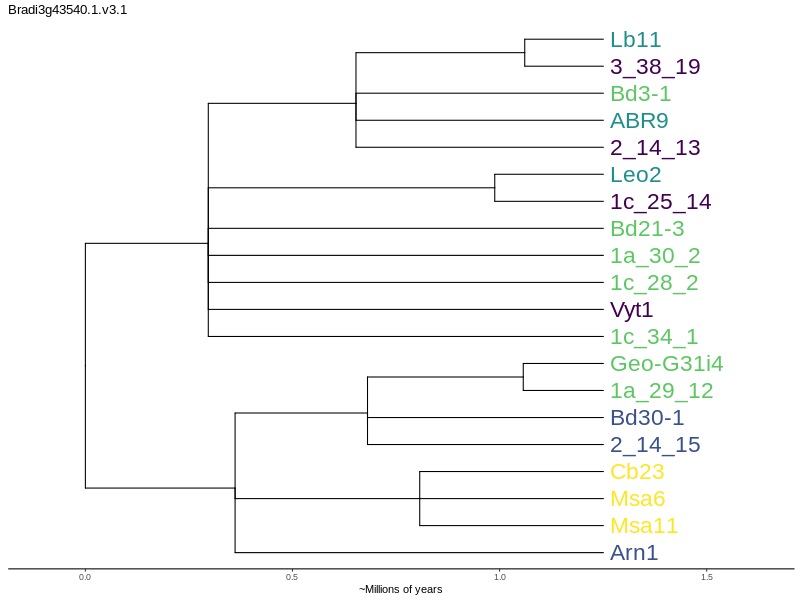 Bradi3g43540.1.v3.1
Lb11
3_38_19
Bd3-1
ABR9
2_14_13
Leo2
1c_25_14
Bd21-3
1a_30_2
1c_28_2
Vyt1
1c_34_1
Geo-G31i4
1a_29_12
Bd30-1
2_14_15
Cb23
Msa6
Msa11
Arn1
0.0 0.5 1.0 1.5
~Millions of years